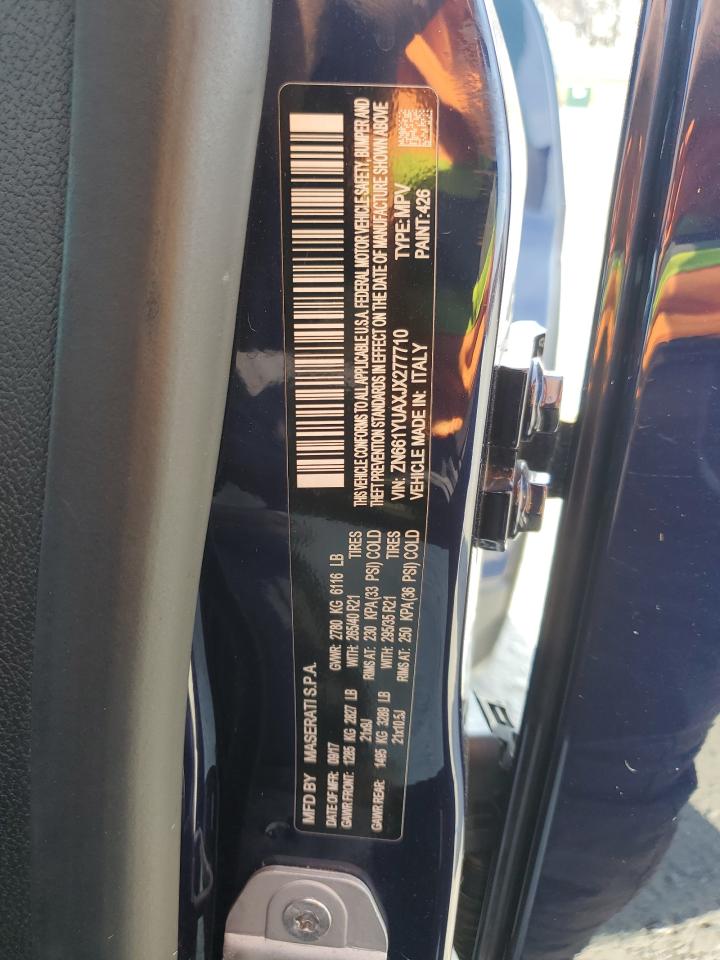 MFD BY MASERATI S.P.A.
DATE OF MFR: 09/17 GVWR: 2780 KG 6116 LB
GAWR FRONT: 1285 KG 2827 LB WITH: 265/40 R21 TIRES
21x9J RIMS AT: 230 KPA (33 PSI) COLD
GAWR REAR: 1495 KG 3289 LB WITH: 295/35 R21 TIRES
21x10.5J RIMS AT: 250 KPA (36 PSI) COLD
THIS VEHICLE CONFORMS TO ALL APPLICABLE U.S.A. FEDERAL MOTOR VEHICLE SAFETY, BUMPER AND
THEFT PREVENTION STANDARDS IN EFFECT ON THE DATE OF MANUFACTURE SHOWN ABOVE
VIN: ZN661YUAXJX277710 TYPE: MPV
VEHICLE MADE IN: ITALY PAINT: 426